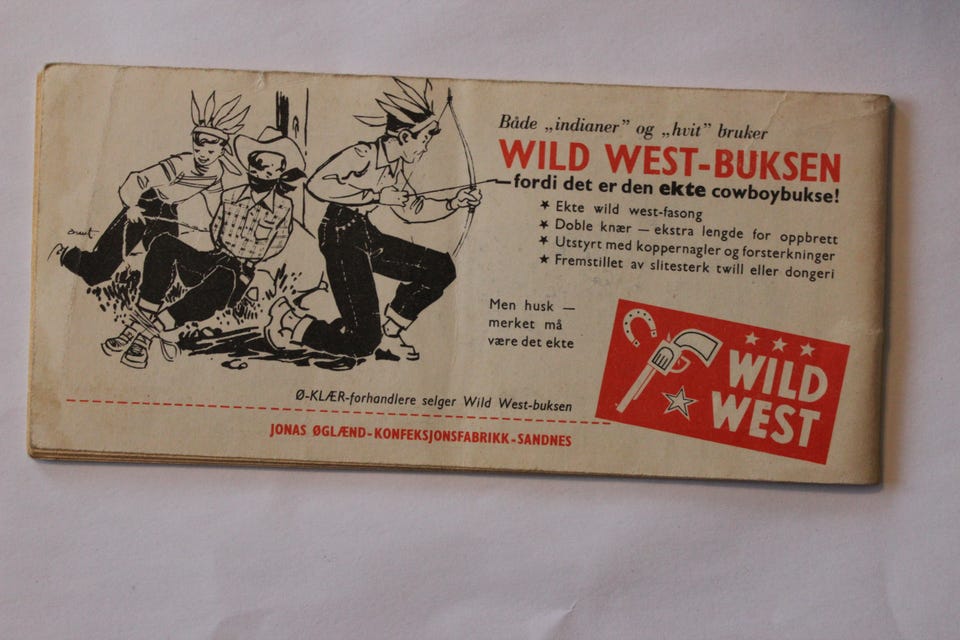 Både „indianer” og „hvit” bruker
WILD WEST-BUKSEN
—fordi det er den ekte cowboybukse!
★ Ekte wild west-fasong
★ Doble knær — ekstra lengde for oppbrett
★ Utstyrt med koppernagler og forsterkninger
★ Fremstillet av slitesterk twill eller dongeri
Men husk —
merket må
være det ekte
WILD
WEST
Ø-KLÆR-forhandlere selger Wild West-buksen
JONAS ØGLÆND-KONFEKSJONSFABRIKK-SANDNES